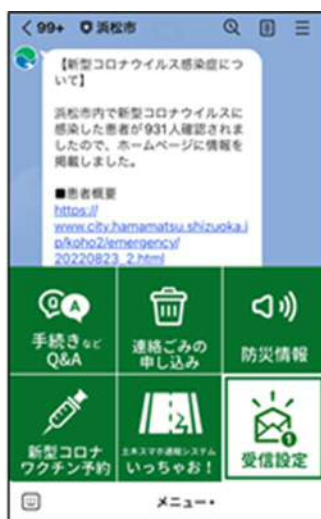 99+ 浜松市
【新型コロナウイルス感染症につ
いて】
浜松市内で新型コロナウイルスに
感染した患者が931人確認されま
したので、ホームページに情報を
掲載しました。
■患者概要
https://
www.city.hamamatsu.shizuoka.j
p/koho2/emergency/
20220823_2.html
Q A
手続きなど
Q&A
連絡ごみの
申し込み
防災情報
新型コロナ
ワクチン予約
土木スマホ通報システム
いっちゃお!
1
受信設定
メニュー▾